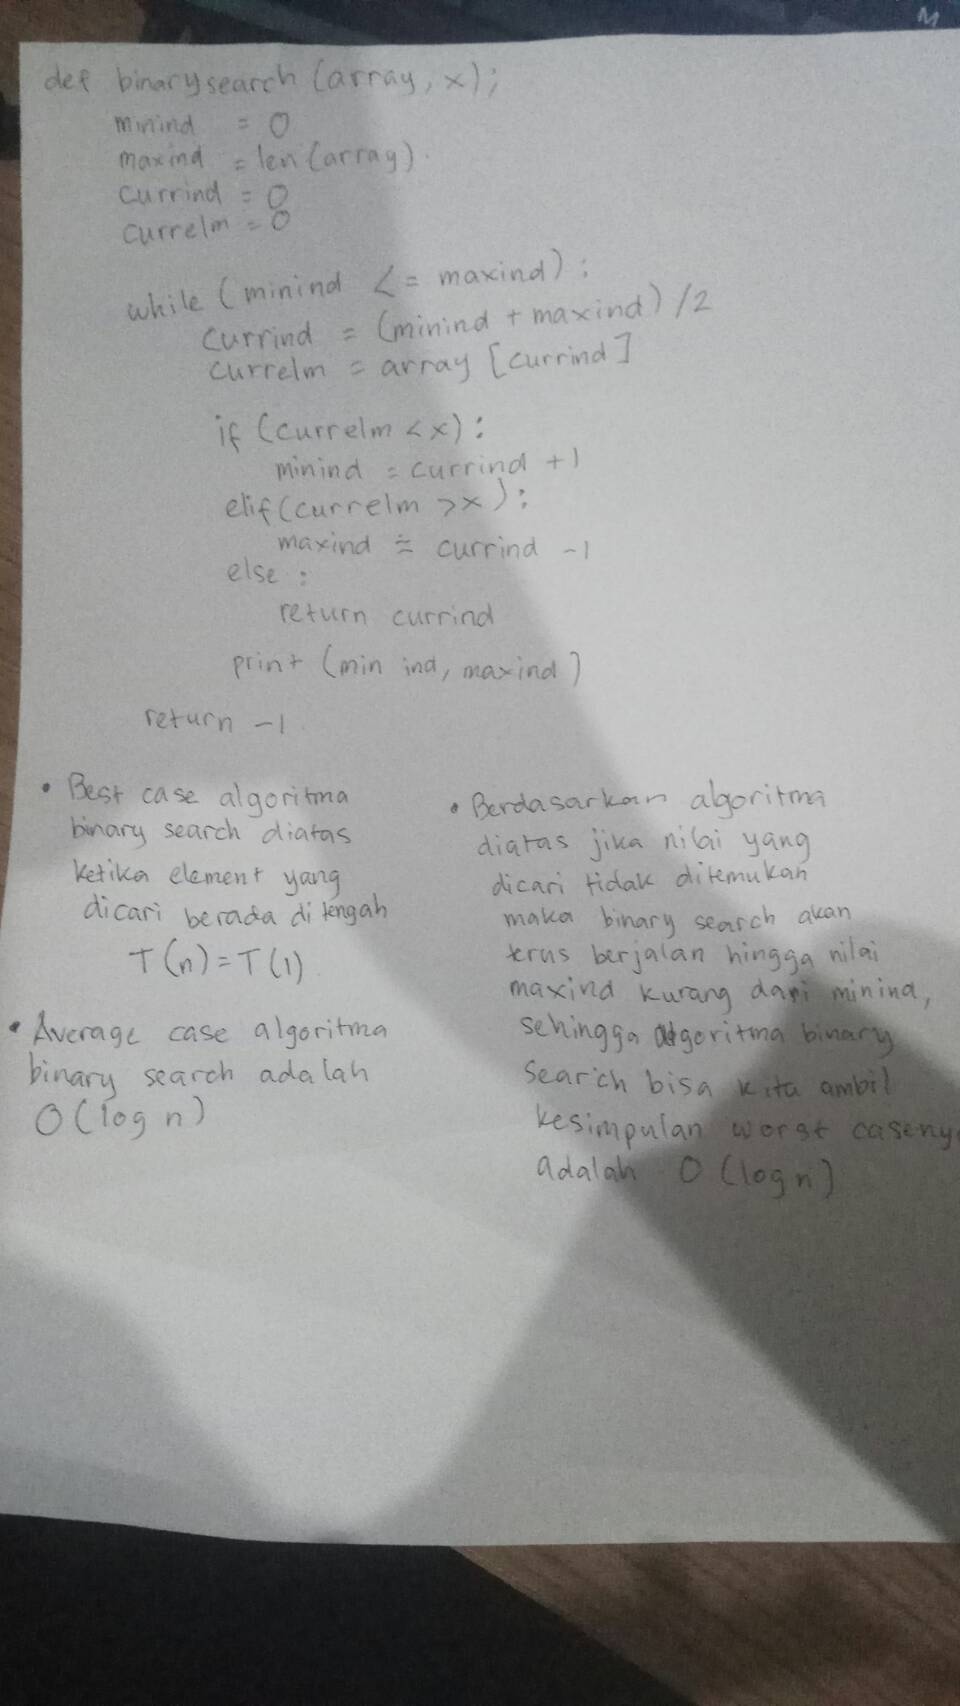 M
def binarysearch (array, x);
minind = 0
maxind = len(array).
currind = 0
currelm = 0
while (minind <= maxind) :
currind = (minind + maxind) /2
currelm = array [currind]
if (currelm < x) :
minind = currind +1
elif (currelm > x) :
maxind = currind -1
else :
return currind
print (min ind, maxind)
return -1.
• Best case algoritma
binary search diatas
ketika element yang
dicari berada di tengah
T(n) = T(1)
• Average case algoritma
binary search adalah
O(log n)
• Berdasarkan algoritma
diatas jika nilai yang
dicari tidak ditemukan
maka binary search akan
terus berjalan hingga nilai
maxind kurang dari minind,
sehingga algoritma binary
search bisa kita ambil
kesimpulan worst caseny
adalah O (log n)